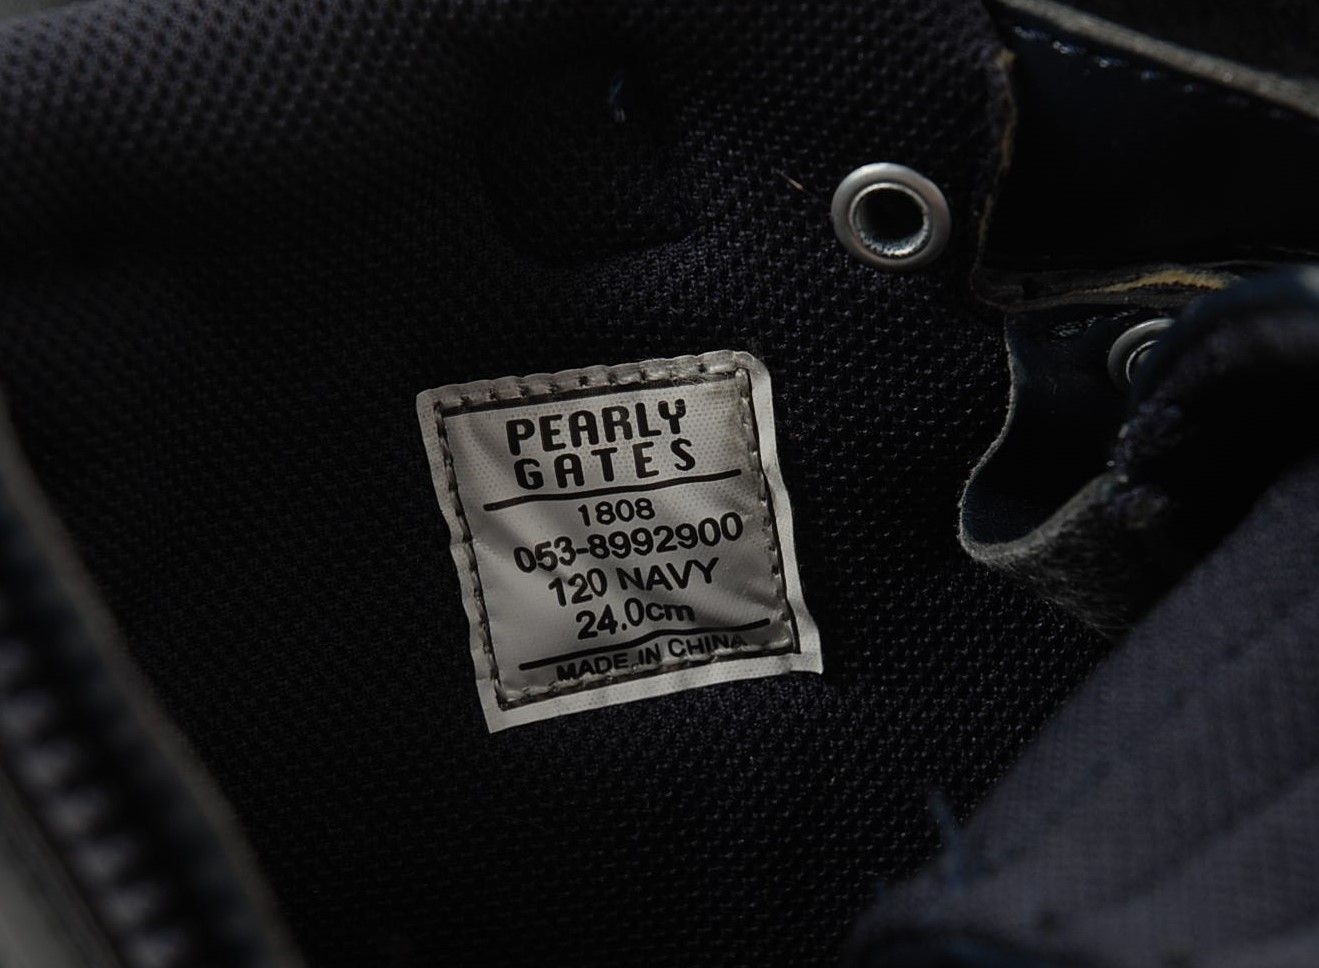 PEARLY
GATES
1808
053-8992900
120 NAVY
24.0cm
MADE IN CHINA